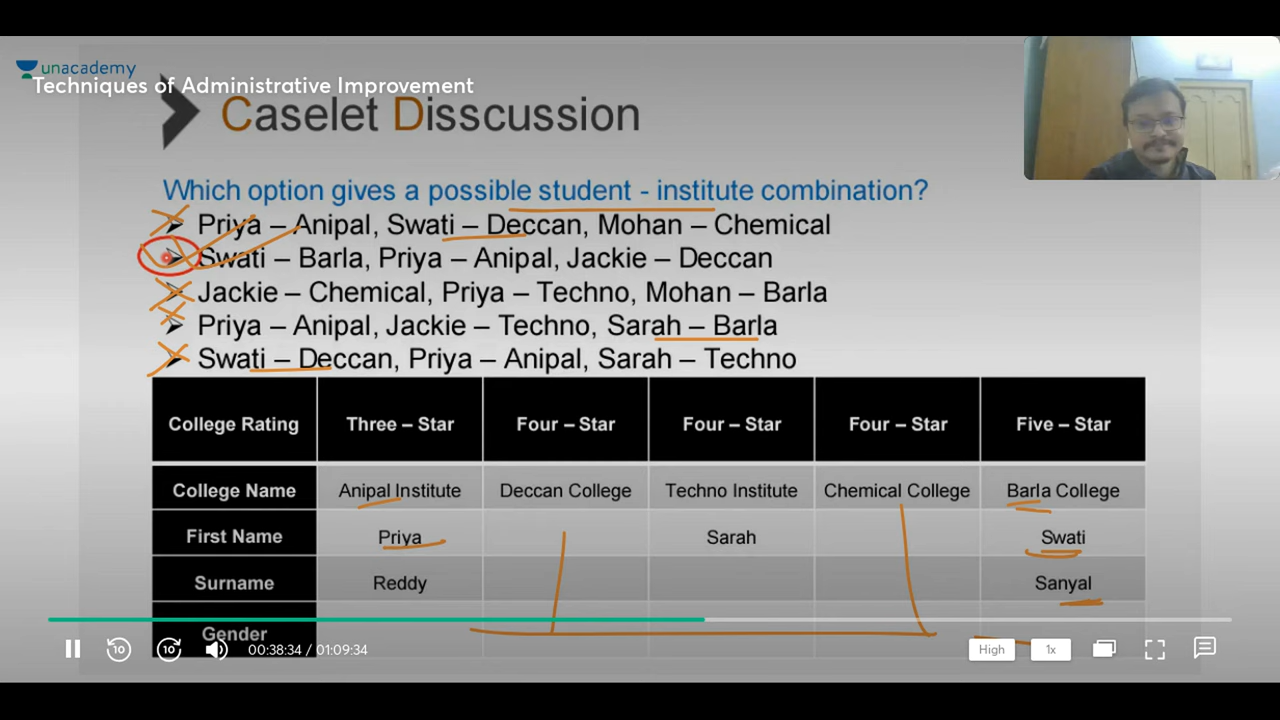 unacademy
Techniques of Administrative Improvement
Caselet Disscussion
Which option gives a possible student - institute combination?
Priya – Anipal, Swati – Deccan, Mohan – Chemical
Swati – Barla, Priya – Anipal, Jackie – Deccan
Jackie – Chemical, Priya – Techno, Mohan – Barla
Priya – Anipal, Jackie – Techno, Sarah – Barla
Swati – Deccan, Priya – Anipal, Sarah – Techno
College Rating Three – Star Four – Star Four – Star Four – Star Five – Star
College Name Anipal Institute Deccan College Techno Institute Chemical College Barla College
First Name Priya Sarah Swati
Surname Reddy Sanyal
Gender
10 10 00:38:34 / 01:09:34 High 1x